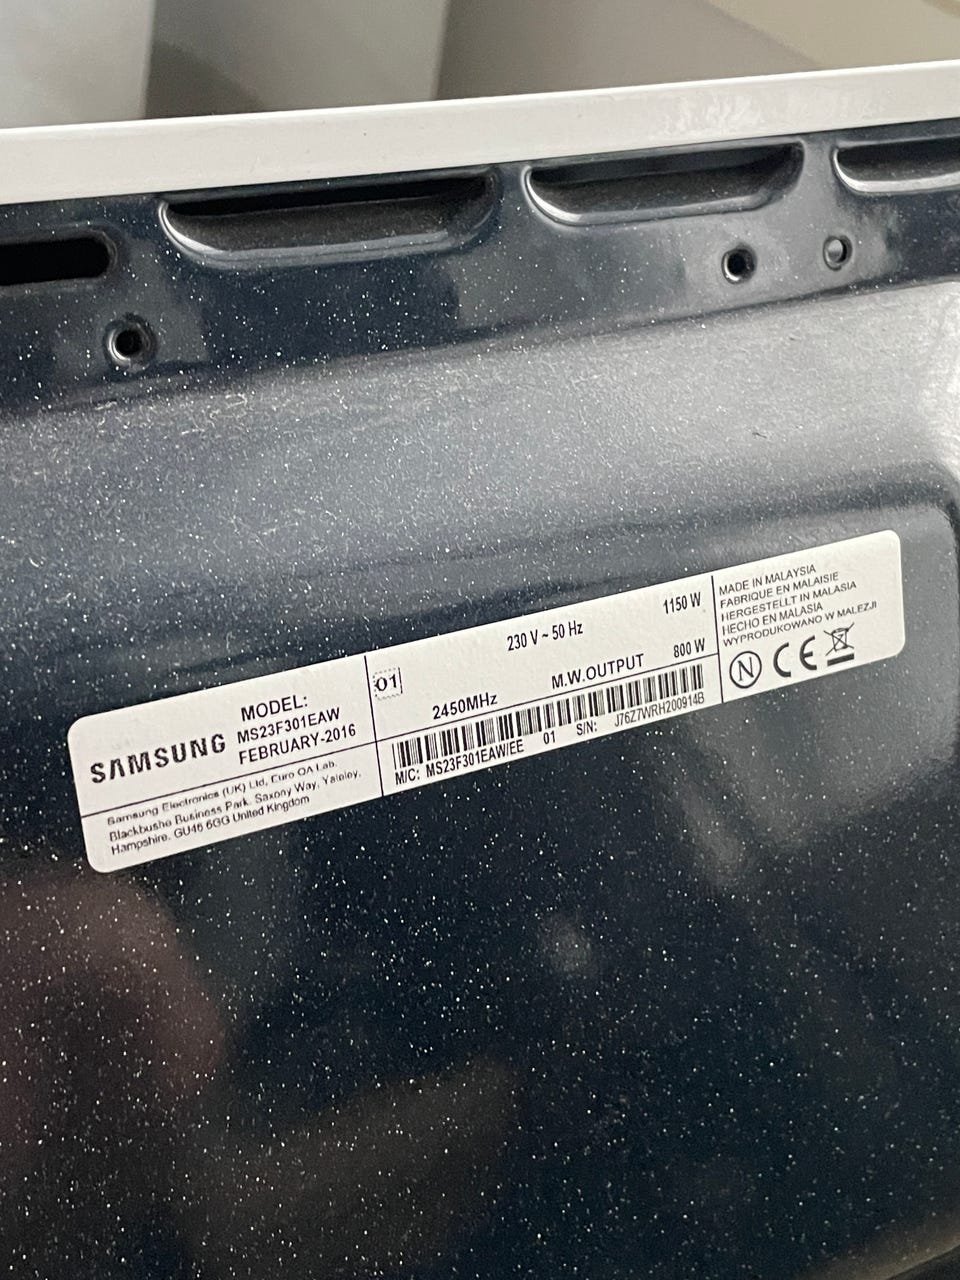 SAMSUNG
MODEL:
MS23F301EAW
FEBRUARY-2016
Samsung Electronics (UK) Ltd, Euro QA Lab.
Blackbushe Business Park, Saxony Way, Yateley,
Hampshire, GU46 6GG United Kingdom
01
230 V ~ 50 Hz
1150 W
2450MHz
M.W.OUTPUT
800 W
M/C: MS23F301EAW/EE 01 S/N: J76Z7WRH200914B
MADE IN MALAYSIA
FABRIQUE EN MALAISIE
HERGESTELLT IN MALASIA
HECHO EN MALASIA
WYPRODUKOWANO W MALEZJI
N CE